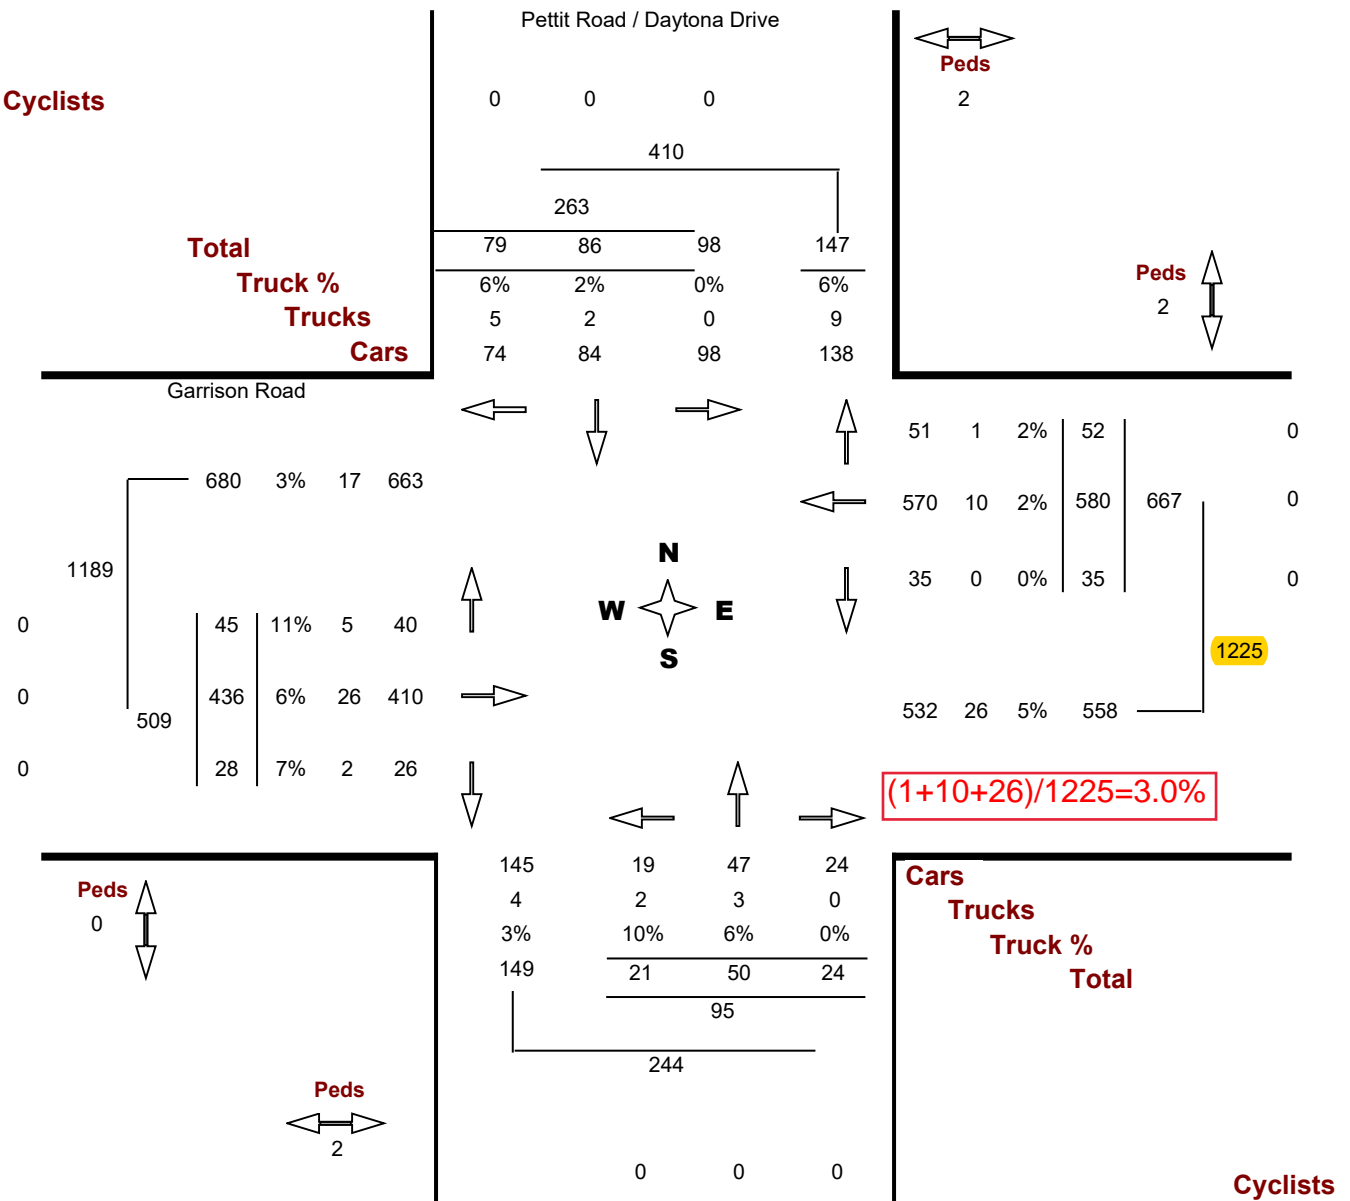 Pettit Road / Daytona Drive
Peds
Cyclists 0 0 0 2
410
263
Total 79 86 98 147
Truck % 6% 2% 0% 6% Peds
Trucks 5 2 0 9 2
Cars 74 84 98 138
Garrison Road
51 1 2% 52 0
680 3% 17 663
570 10 2% 580 667 0
N
1189
35 0 0% 35 0
W E
0 45 11% 5 40
S
1225
0 436 6% 26 410
509
532 26 5% 558
0 28 7% 2 26
(1+10+26)/1225=3.0%
145 19 47 24 Cars
Peds
4 2 3 0 Trucks
0
3% 10% 6% 0% Truck %
149 21 50 24 Total
95
244
Peds
2
0 0 0
Cyclists